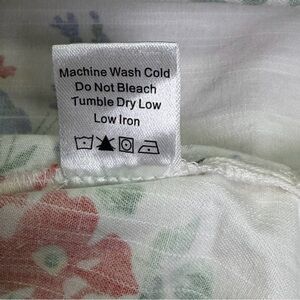 Machine Wash Cold
Do Not Bleach
Tumble Dry Low
Low Iron